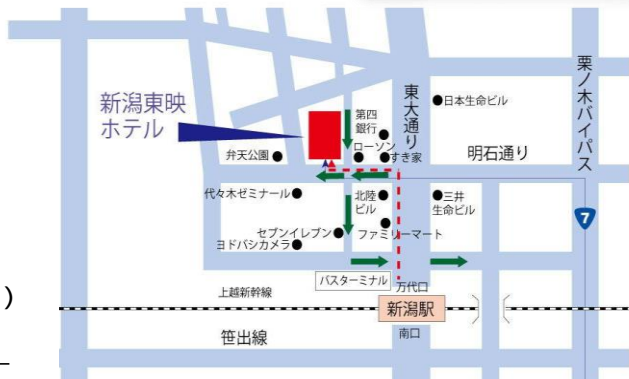 新潟東映
ホテル
第四
銀行
ローソン
すき家
東大通り
日本生命ビル
明石通り
栗ノ木バイパス
弁天公園
代々木ゼミナール
北陸
ビル
三井
生命ビル
7
セブンイレブン
ファミリーマート
ヨドバシカメラ
バスターミナル
万代口
上越新幹線
新潟駅
笹出線
南口
)